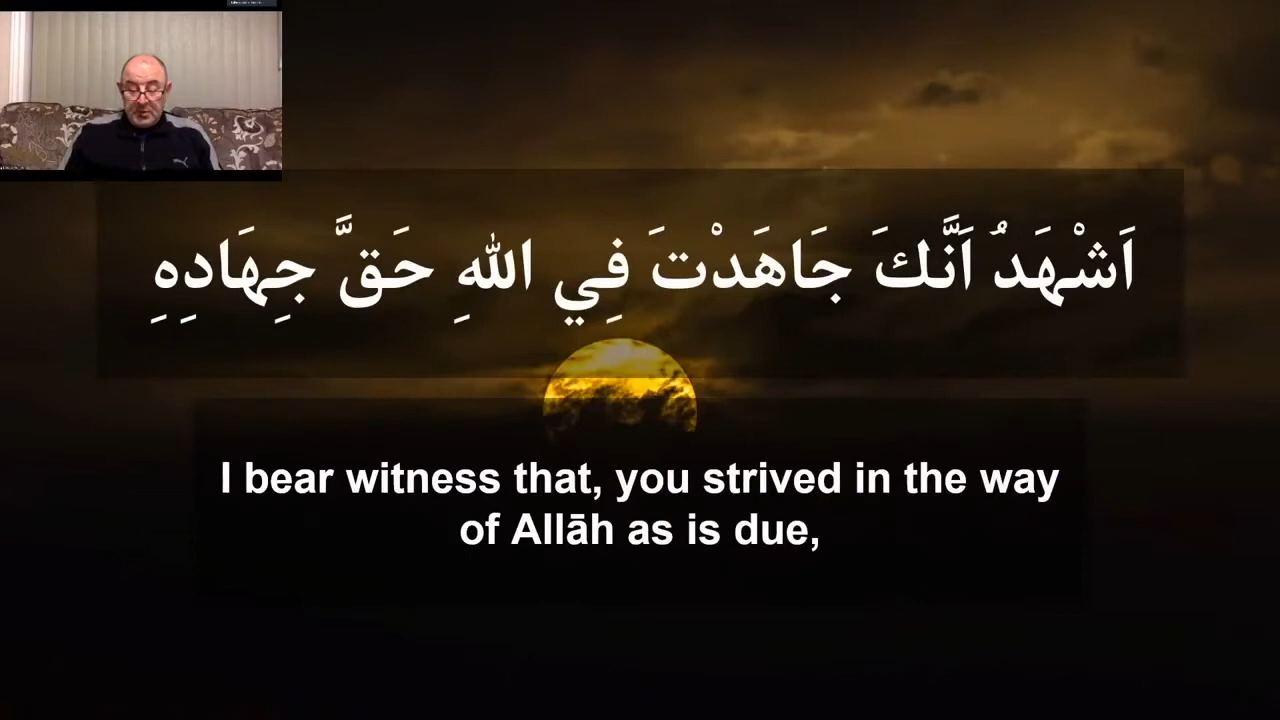 اَشْهَدُ اَنَّكَ جَاهَدْتَ فِي اللهِ حَقَّ جِهَادِهِ
I bear witness that, you strived in the way
of Allāh as is due,